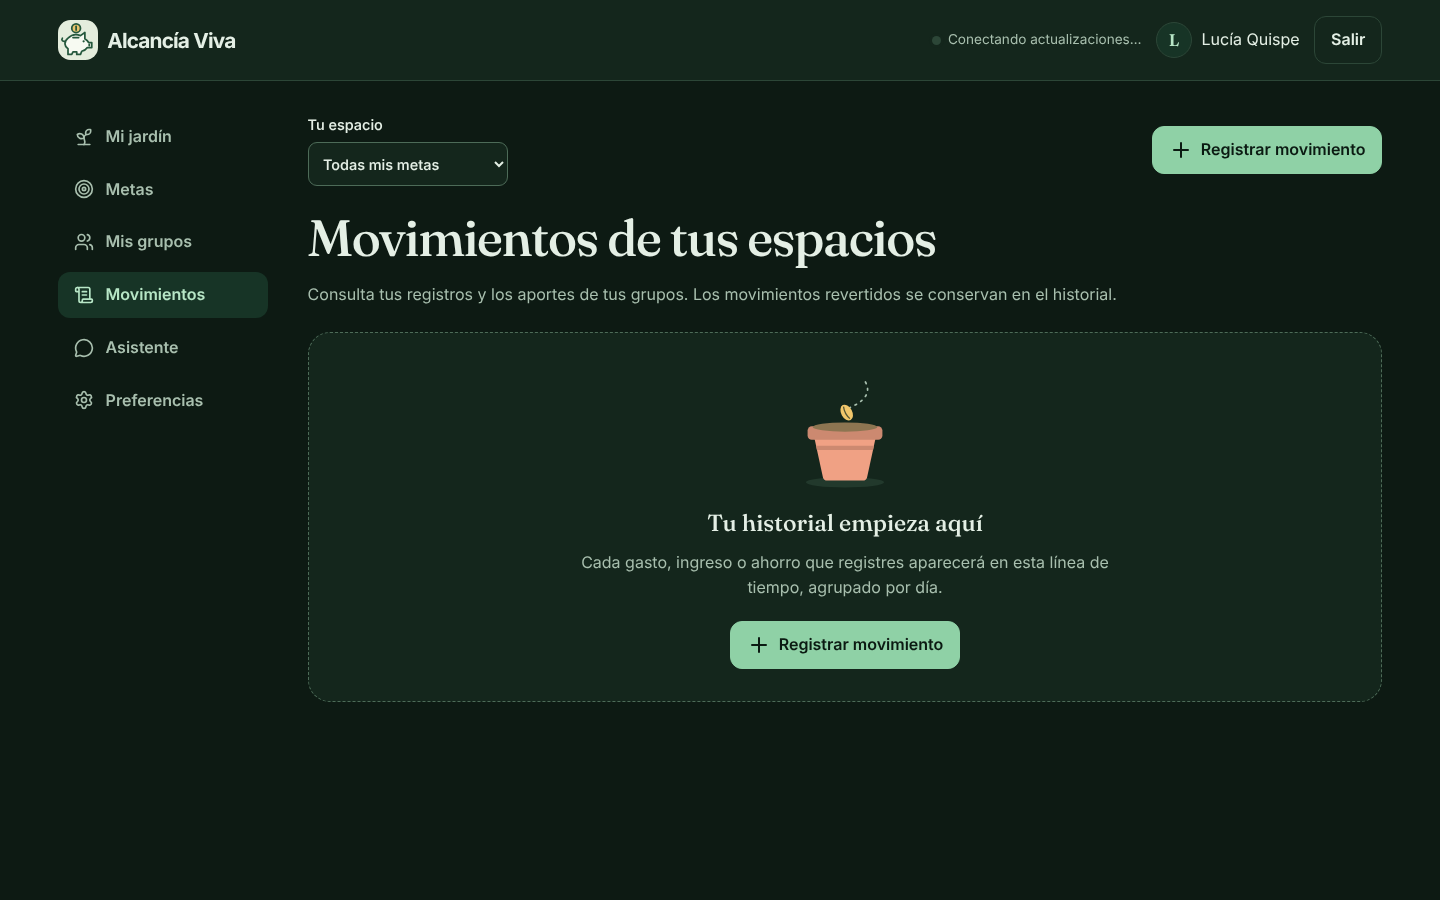 Alcancía Viva
Conectando actualizaciones...
L
Lucía Quispe
Salir
Mi jardín
Metas
Mis grupos
Movimientos
Asistente
Preferencias
Tu espacio
Todas mis metas
Registrar movimiento
Movimientos de tus espacios
Consulta tus registros y los aportes de tus grupos. Los movimientos revertidos se conservan en el historial.
Tu historial empieza aquí
Cada gasto, ingreso o ahorro que registres aparecerá en esta línea de
tiempo, agrupado por día.
Registrar movimiento